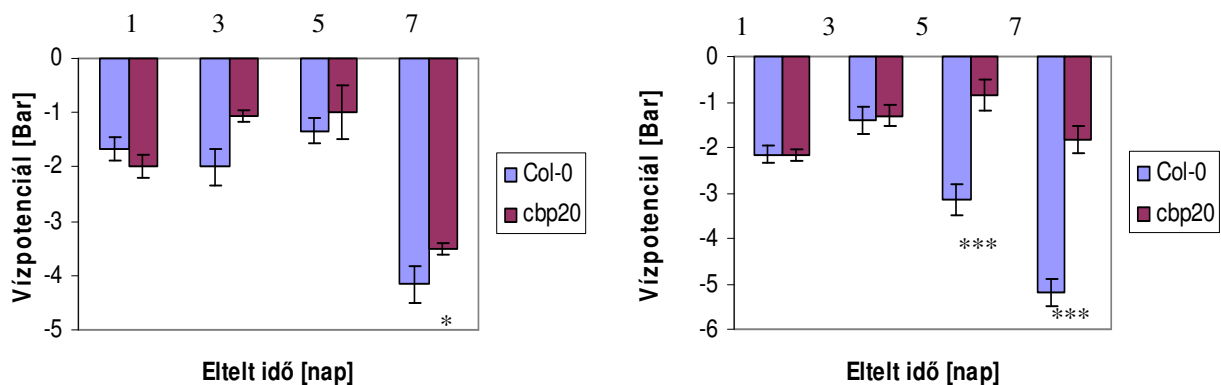 1 3 5 7
Vízpotenciál [Bar]
0
-1
-2
-3
-4
-5
*
Eltelt idő [nap]
Col-0
cbp20
1 3 5 7
Vízpotenciál [Bar]
0
-1
-2
-3
-4
-5
-6
***
***
Eltelt idő [nap]
Col-0
cbp20